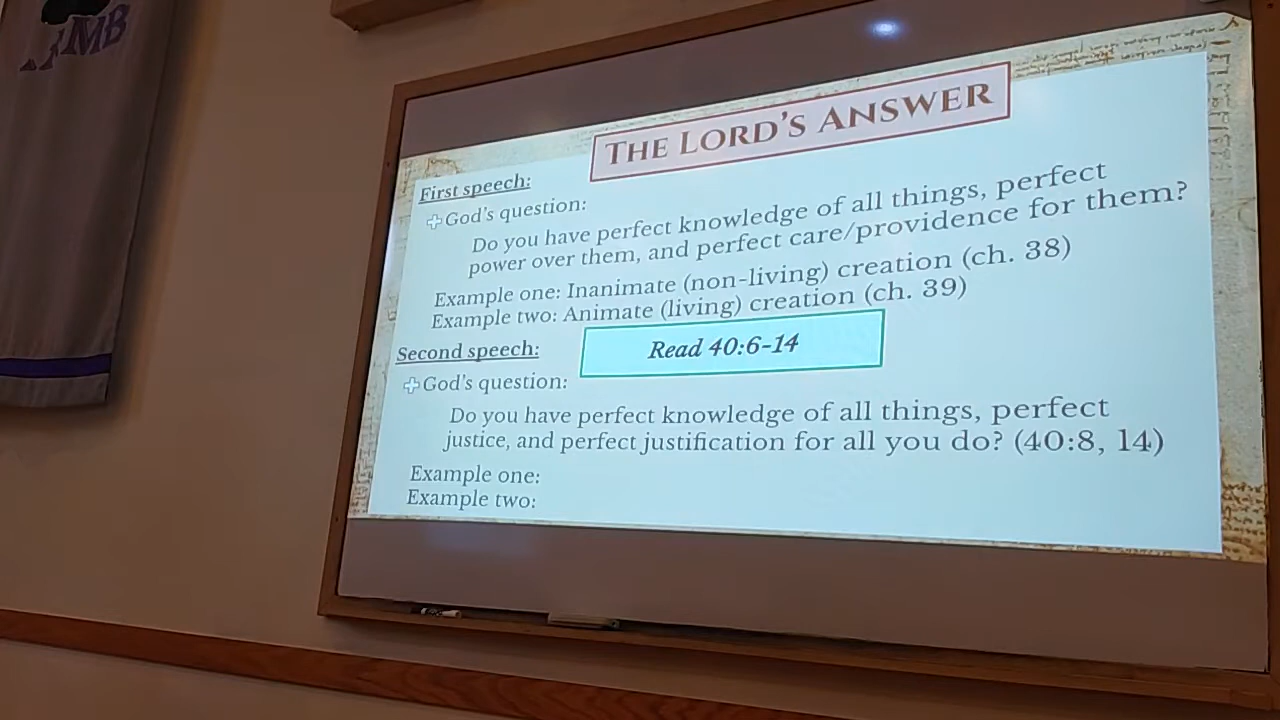 MB
THE LORD'S ANSWER
First speech:
God's question:
Do you have perfect knowledge of all things, perfect
power over them, and perfect care/providence for them?
Example one: Inanimate (non-living) creation (ch. 38)
Example two: Animate (living) creation (ch. 39)
Second speech:
Read 40:6-14
God's question:
Do you have perfect knowledge of all things, perfect
justice, and perfect justification for all you do? (40:8, 14)
Example one:
Example two: